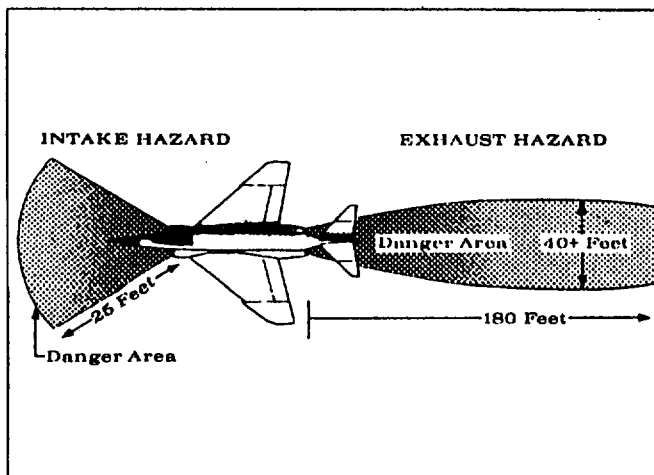 INTAKE HAZARD
EXHAUST HAZARD
Danger Area
40+ Feet
25 Feet
180 Feet
Danger Area